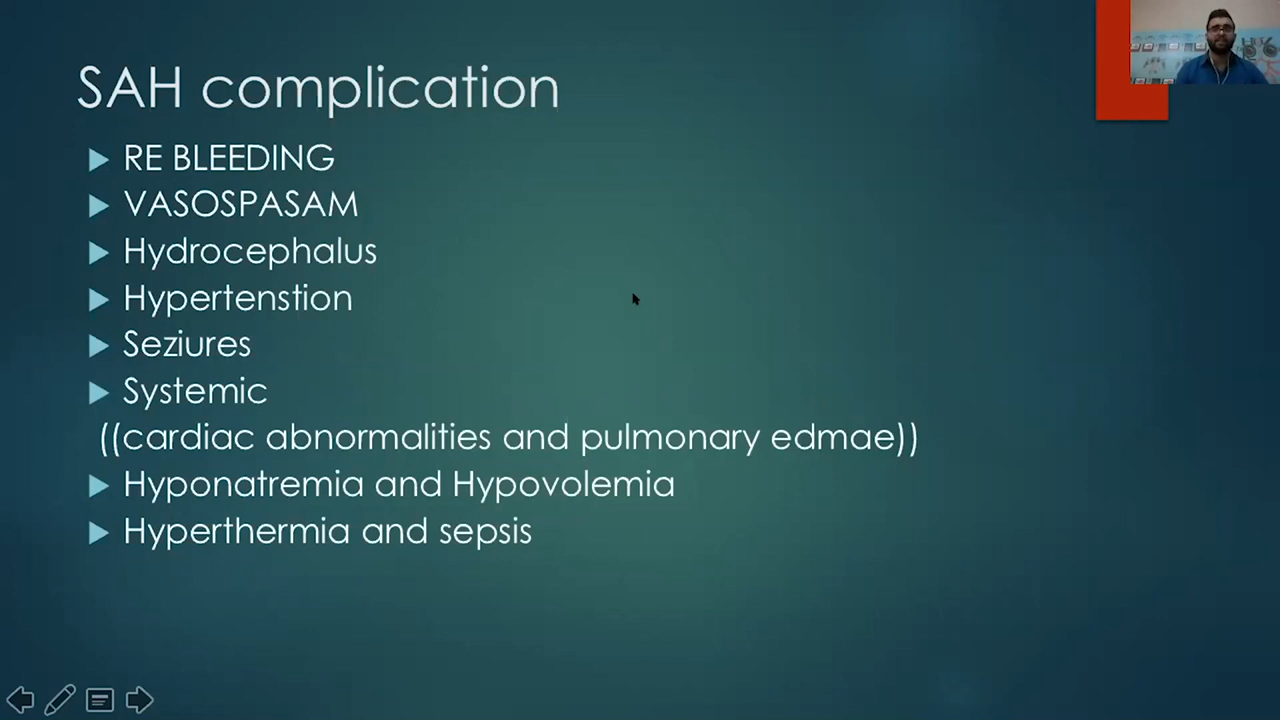 SAH complication
RE BLEEDING
VASOSPASAM
Hydrocephalus
Hypertenstion
Seziures
Systemic
((cardiac abnormalities and pulmonary edmae))
Hyponatremia and Hypovolemia
Hyperthermia and sepsis